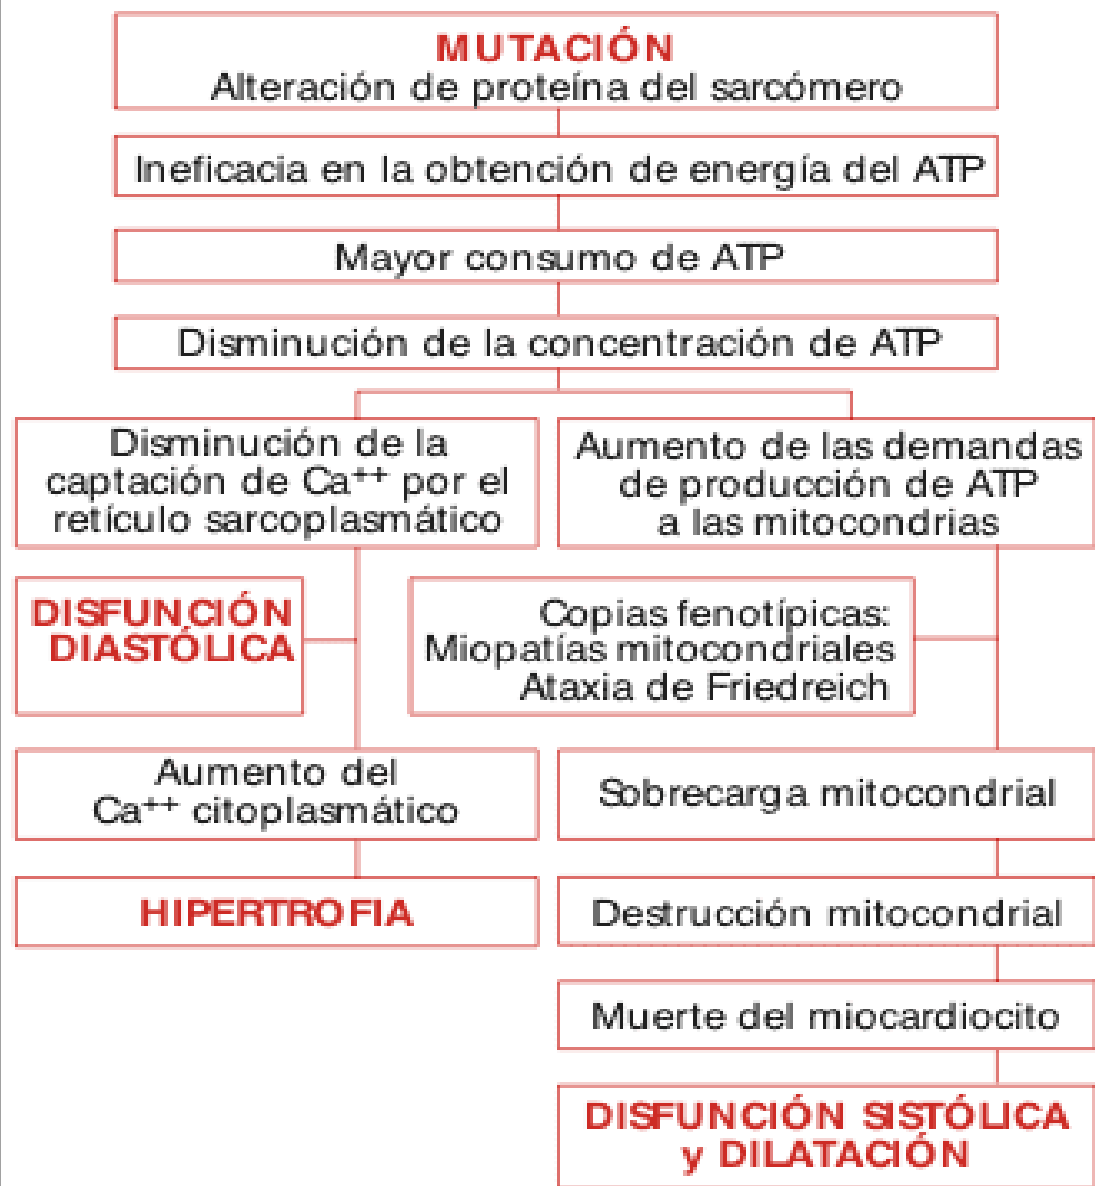 MUTACIÓN
Alteración de proteína del sarcómero
Ineficacia en la obtención de energía del ATP
Mayor consumo de ATP
Disminución de la concentración de ATP
Disminución de la
captación de Ca⁺⁺ por el
retículo sarcoplasmático
Aumento de las demandas
de producción de ATP
a las mitocondrias
DISFUNCIÓN
DIASTÓLICA
Copias fenotípicas:
Miopatías mitocondriales
Ataxia de Friedreich
Aumento del
Ca⁺⁺ citoplasmático
Sobrecarga mitocondrial
HIPERTROFIA
Destrucción mitocondrial
Muerte del miocardiocito
DISFUNCIÓN SISTÓLICA
y DILATACIÓN